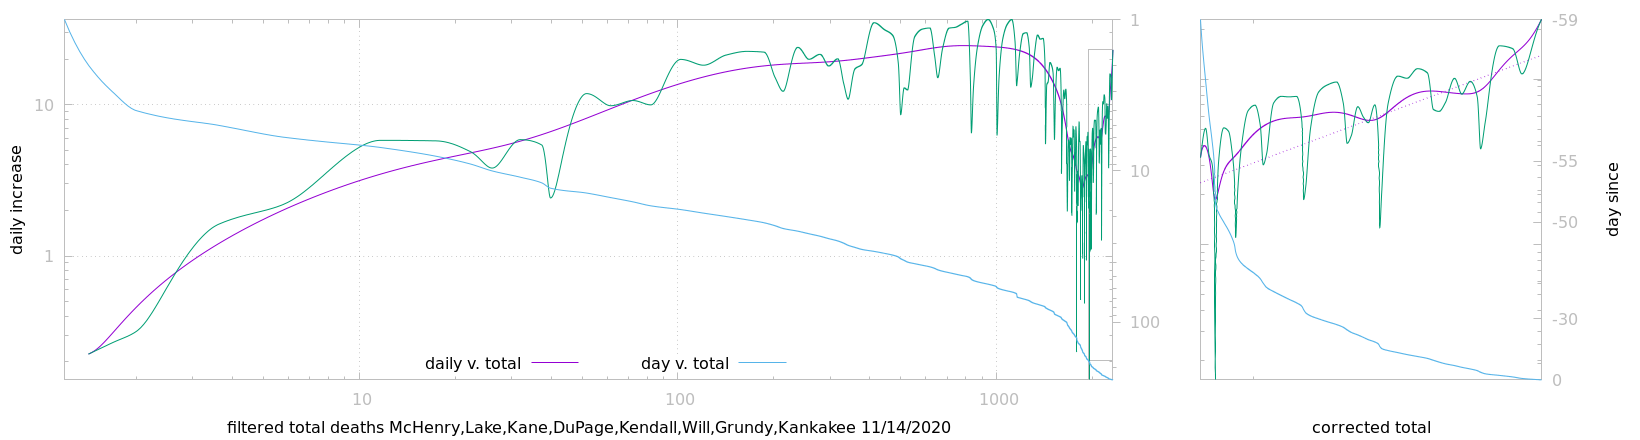 daily increase
10
1
1
10
100
daily v. total
day v. total
10
100
1000
filtered total deaths McHenry,Lake,Kane,DuPage,Kendall,Will,Grundy,Kankakee 11/14/2020
-59
-55
-50
-30
0
day since
corrected total